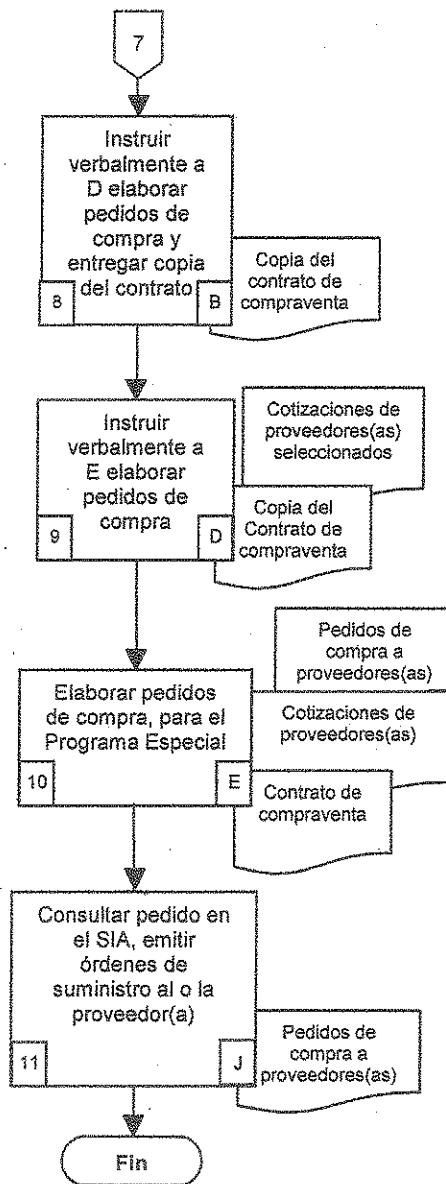 7
Instruir
verbalmente a
D elaborar
pedidos de
compra y
entregar copia
del contrato
8
B
Copia del
contrato de
compraventa
Instruir
verbalmente a
E elaborar
pedidos de
compra
9
D
Cotizaciones de
proveedores(as)
seleccionados
Copia del
Contrato de
compraventa
Elaborar pedidos
de compra, para el
Programa Especial
10
E
Pedidos de
compra a
proveedores(as)
Cotizaciones de
proveedores(as)
Contrato de
compraventa
Consultar pedido en
el SIA, emitir
órdenes de
suministro al o la
proveedor(a)
11
J
Pedidos de
compra a
proveedores(as)
Fin